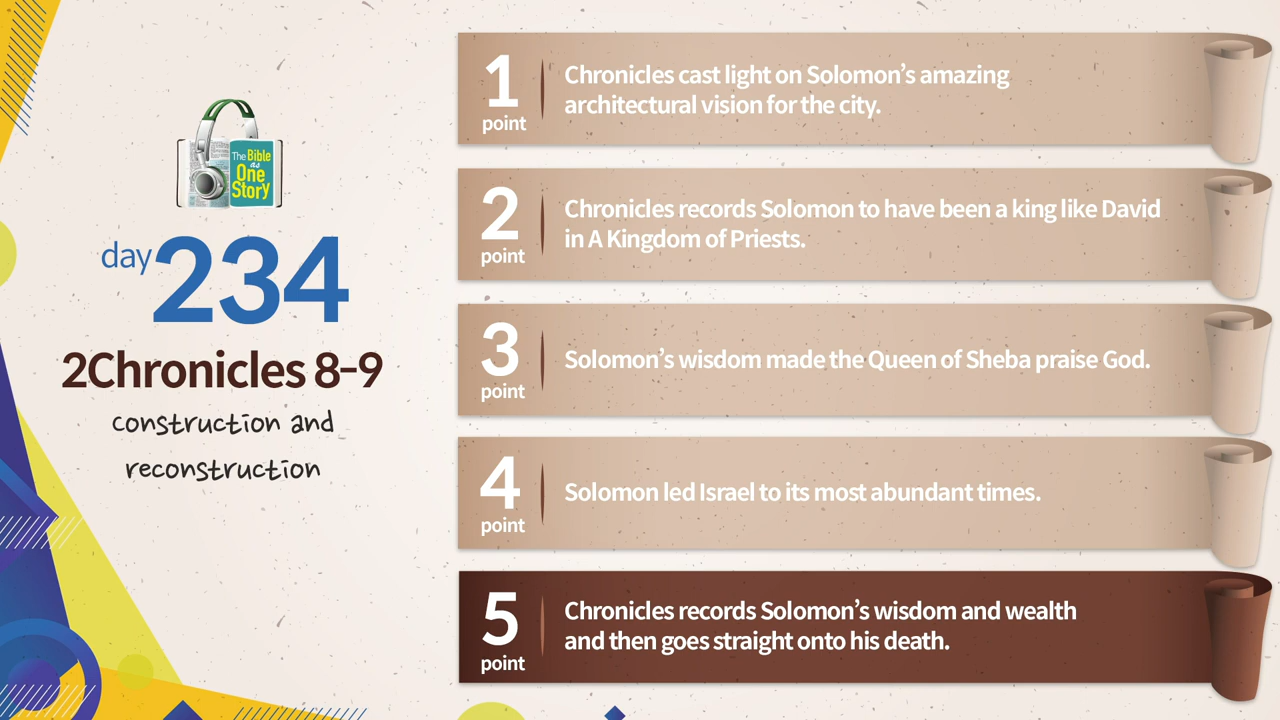 The Bible
as
One
Story
day 234
2Chronicles 8-9
construction and
reconstruction
1
point
Chronicles cast light on Solomon’s amazing
architectural vision for the city.
2
point
Chronicles records Solomon to have been a king like David
in A Kingdom of Priests.
3
point
Solomon’s wisdom made the Queen of Sheba praise God.
4
point
Solomon led Israel to its most abundant times.
5
point
Chronicles records Solomon’s wisdom and wealth
and then goes straight onto his death.